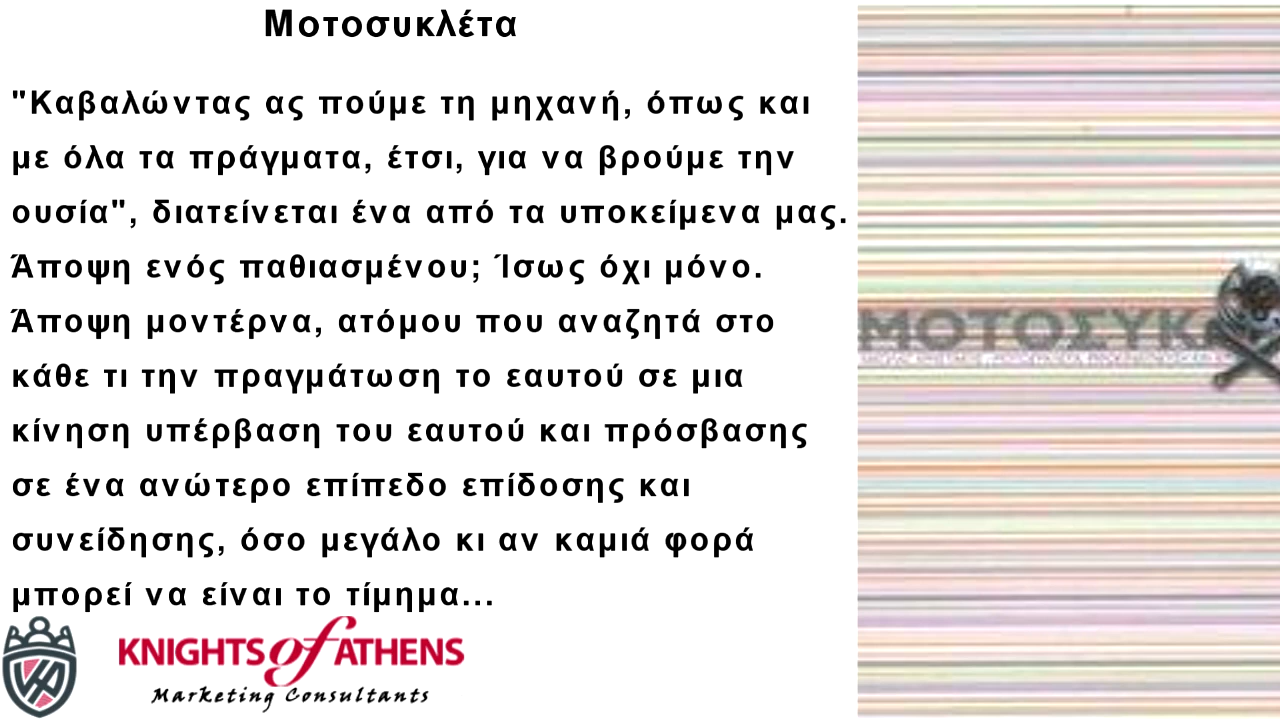 Μοτοσυκλέτα
"Καβαλώντας ας πούμε τη μηχανή, όπως και
με όλα τα πράγματα, έτσι, για να βρούμε την
ουσία", διατείνεται ένα από τα υποκείμενα μας.
Άποψη ενός παθιασμένου; Ίσως όχι μόνο.
Άποψη μοντέρνα, ατόμου που αναζητά στο
κάθε τι την πραγμάτωση το εαυτού σε μια
κίνηση υπέρβαση του εαυτού και πρόσβασης
σε ένα ανώτερο επίπεδο επίδοσης και
συνείδησης, όσο μεγάλο κι αν καμιά φορά
μπορεί να είναι το τίμημα...
ΜΟΤΟΣΥΚΛ
KNIGHTS of ATHENS
Marketing Consultants